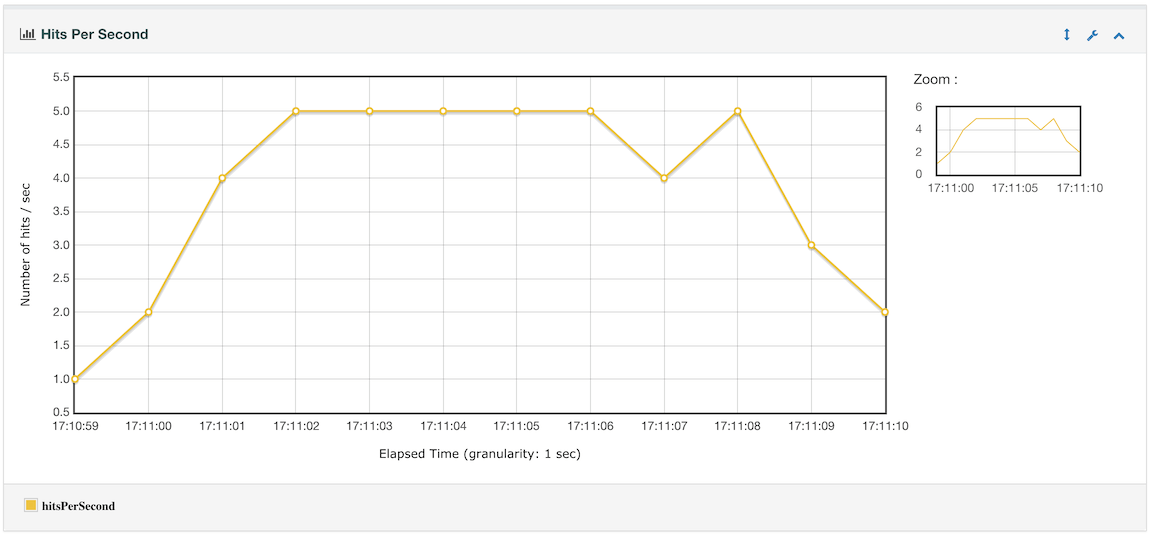 Hits Per Second
Zoom :
5.5
5.0
4.5
4.0
3.5
3.0
2.5
2.0
1.5
1.0
0.5
Number of hits / sec
17:10:59 17:11:00 17:11:01 17:11:02 17:11:03 17:11:04 17:11:05 17:11:06 17:11:07 17:11:08 17:11:09 17:11:10
Elapsed Time (granularity: 1 sec)
6
4
2
0
17:11:00 17:11:05 17:11:10
hitsPerSecond